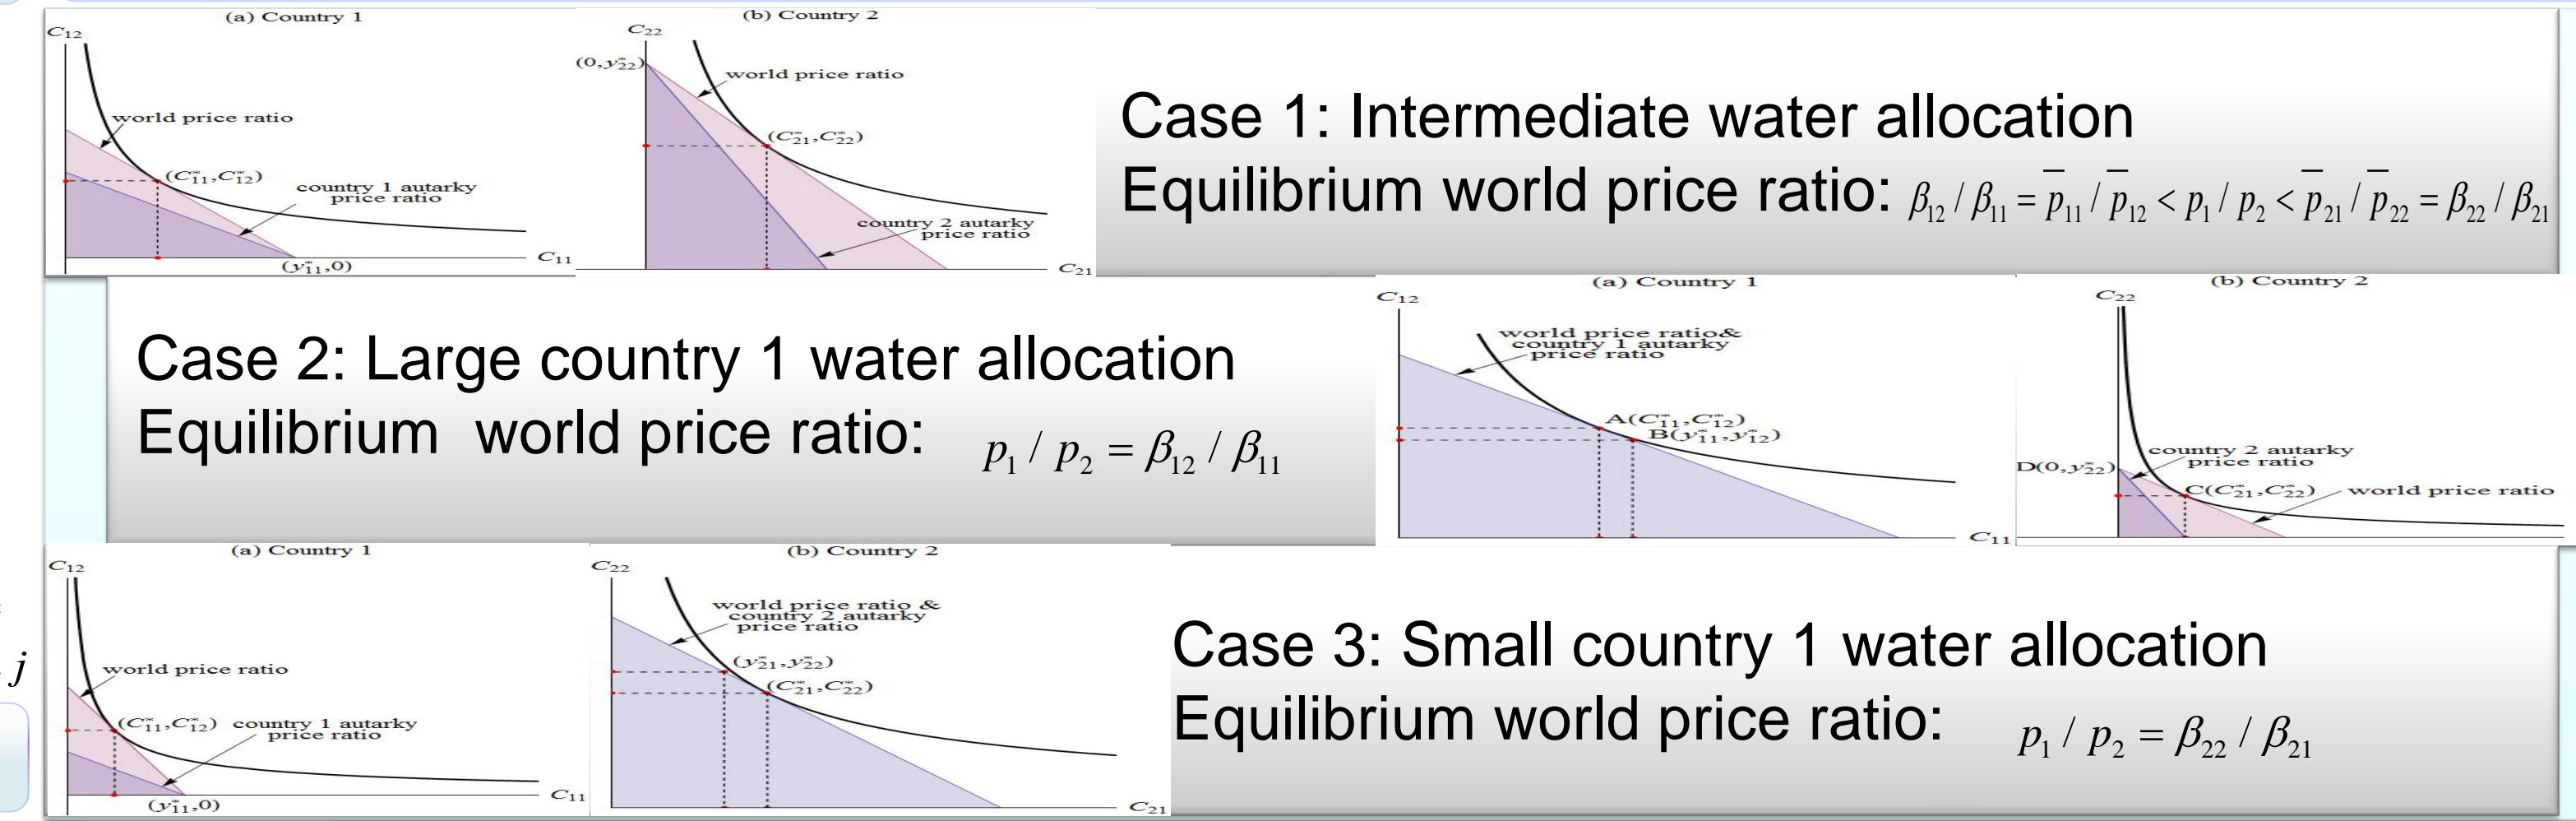 (a) Country 1
C₁₂
world price ratio
(C*₁₁,C*₁₂)
country 1 autarky
price ratio
(y*₁₁,0)
C₁₁
(b) Country 2
C₂₂
(0,y*₂₂)
world price ratio
(C*₂₁,C*₂₂)
country 2 autarky
price ratio
C₂₁
Case 1: Intermediate water allocation
Equilibrium world price ratio: β₁₂ / β₁₁ = p̅₁₁ / p̅₁₂ < p₁ / p₂ < p̅₂₁ / p̅₂₂ = β₂₂ / β₂₁
Case 2: Large country 1 water allocation
Equilibrium world price ratio: p₁ / p₂ = β₁₂ / β₁₁
(a) Country 1
C₁₂
world price ratio&
country 1 autarky
price ratio
A(C*₁₁,C*₁₂)
B(y*₁₁,y*₁₂)
C₁₁
(b) Country 2
C₂₂
country 2 autarky
price ratio
D(0,y*₂₂)
C(C*₂₁,C*₂₂)
world price ratio
j
(a) Country 1
C₁₂
world price ratio
(C*₁₁,C*₁₂)
country 1 autarky
price ratio
(y*₁₁,0)
C₁₁
(b) Country 2
C₂₂
world price ratio &
country 2 autarky
price ratio
(y*₂₁,y*₂₂)
(C*₂₁,C*₂₂)
C₂₁
Case 3: Small country 1 water allocation
Equilibrium world price ratio: p₁ / p₂ = β₂₂ / β₂₁